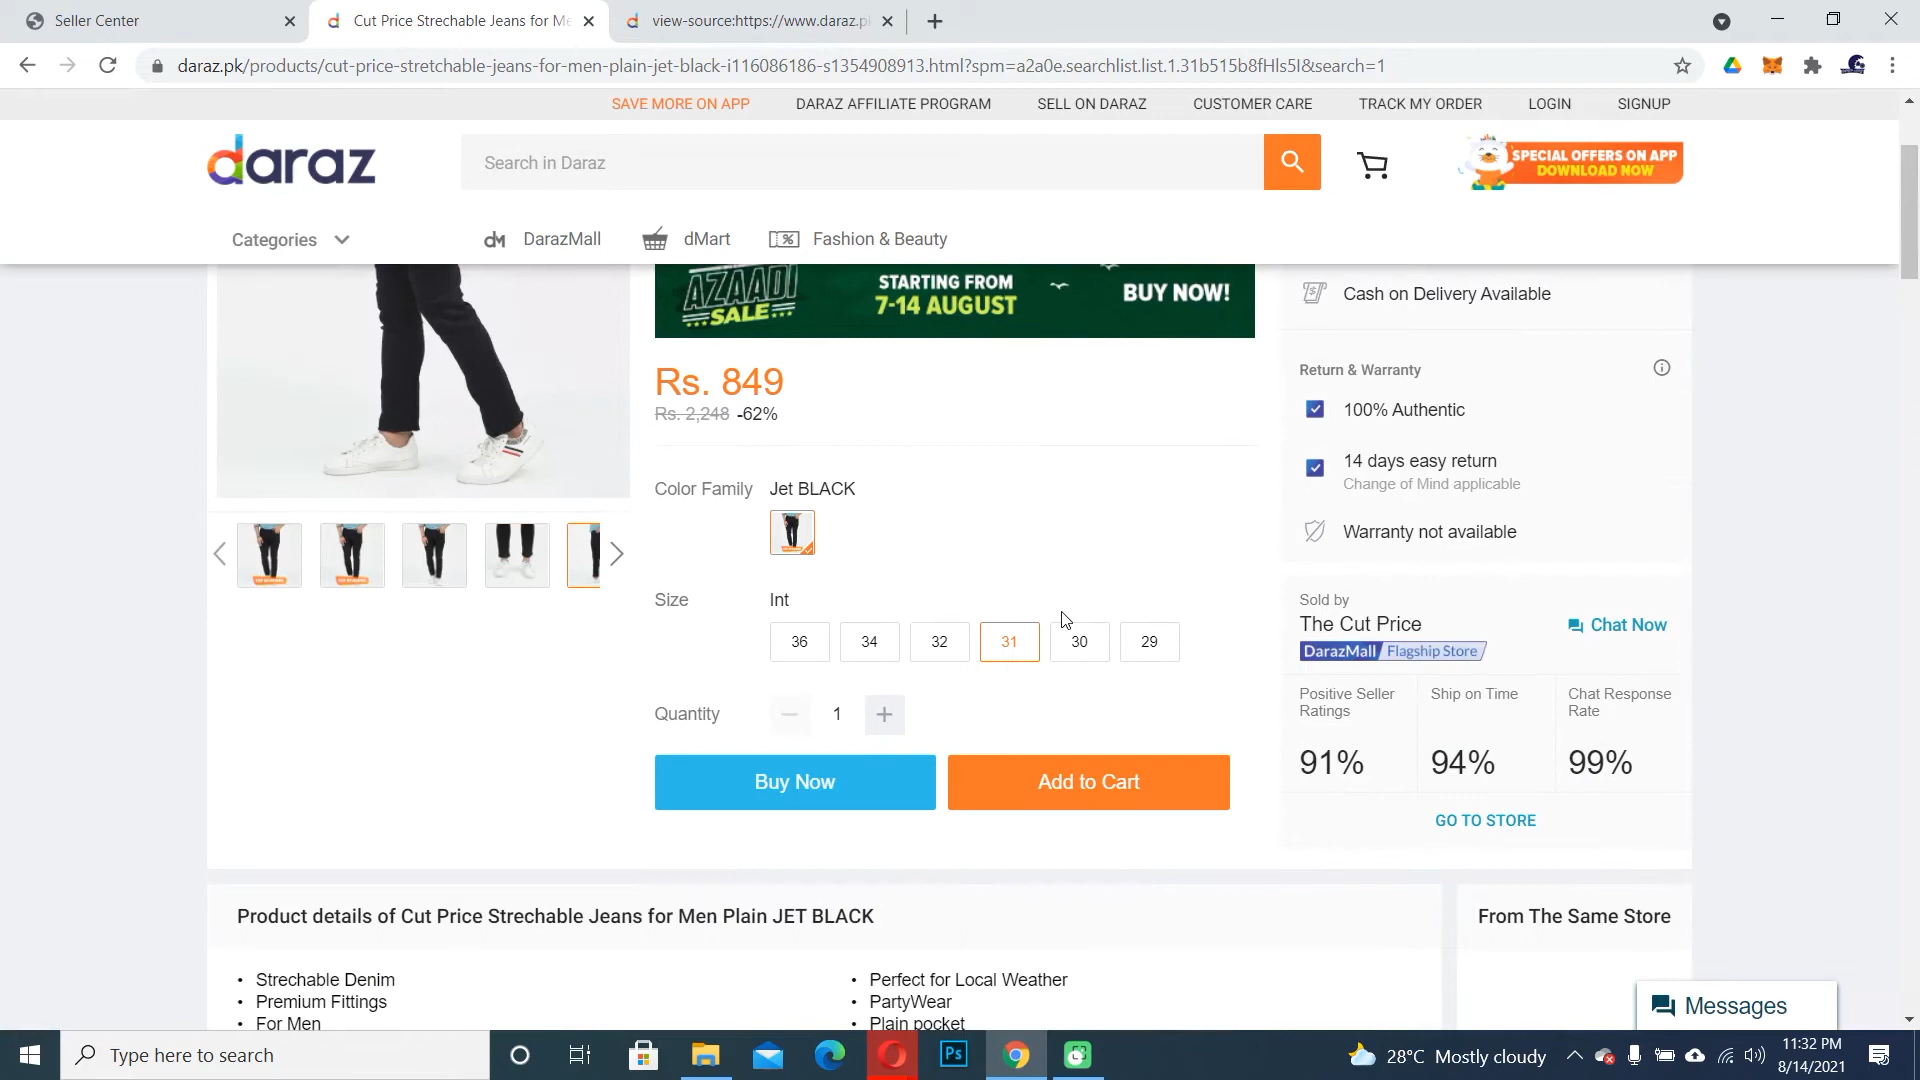 Seller Center
Cut Price Strechable Jeans for Me
view-source:https://www.daraz.p
daraz.pk/products/cut-price-stretchable-jeans-for-men-plain-jet-black-i116086186-s1354908913.html?spm=a2a0e.searchlist.list.1.31b515b8fHls5I&search=1
SAVE MORE ON APP DARAZ AFFILIATE PROGRAM SELL ON DARAZ CUSTOMER CARE TRACK MY ORDER LOGIN SIGNUP
daraz
Search in Daraz
SPECIAL OFFERS ON APP
DOWNLOAD NOW
Categories
DarazMall
dMart
Fashion & Beauty
AZAADI
SALE
STARTING FROM
7-14 AUGUST
BUY NOW!
Rs. 849
Rs. 2,248 -62%
Color Family Jet BLACK
Size Int
36 34 32 31 30 29
Quantity 1
Buy Now
Add to Cart
Cash on Delivery Available
Return & Warranty
100% Authentic
14 days easy return
Change of Mind applicable
Warranty not available
Sold by
The Cut Price
Chat Now
DarazMall Flagship Store
Positive Seller
Ratings
Ship on Time
Chat Response
Rate
91% 94% 99%
GO TO STORE
Product details of Cut Price Strechable Jeans for Men Plain JET BLACK
• Strechable Denim
• Premium Fittings
• For Men
• Perfect for Local Weather
• PartyWear
• Plain pocket
From The Same Store
Messages
Type here to search
Ps
28°C Mostly cloudy
11:32 PM
8/14/2021